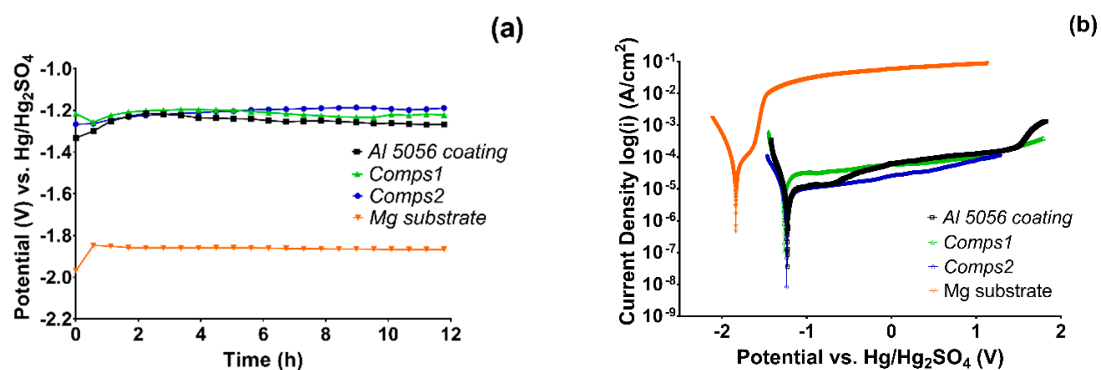 (a)
Potential (V) vs. Hg/Hg₂SO₄
-1.0
-1.2
-1.4
-1.6
-1.8
-2.0
-2.2
Al 5056 coating
Comps1
Comps2
Mg substrate
0 2 4 6 8 10 12
Time (h)
(b)
Current Density log(i) (A/cm²)
10⁻¹
10⁻²
10⁻³
10⁻⁴
10⁻⁵
10⁻⁶
10⁻⁷
10⁻⁸
10⁻⁹
Al 5056 coating
Comps1
Comps2
Mg substrate
-2 -1 0 1 2
Potential vs. Hg/Hg₂SO₄ (V)